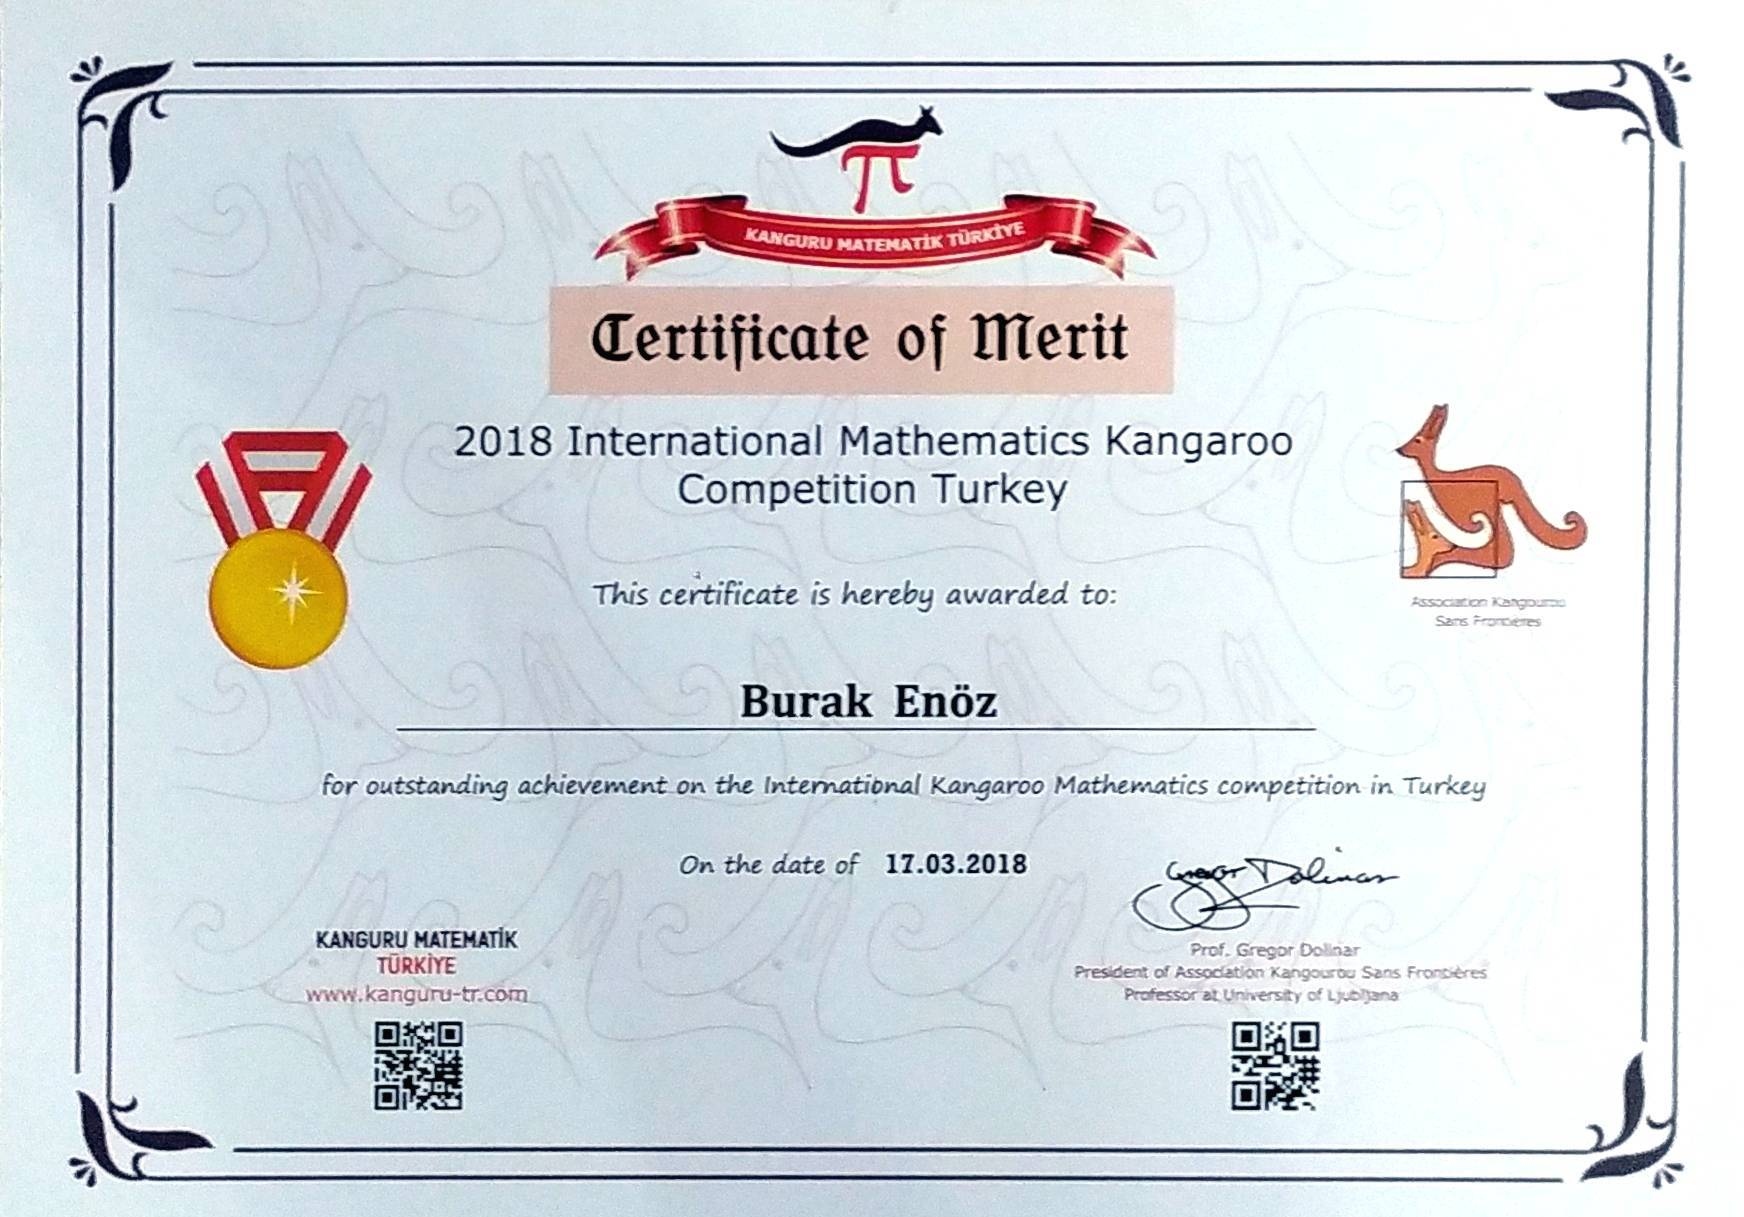 KANGURU MATEMATİK TÜRKİYE
Certificate of Merit
2018 International Mathematics Kangaroo
Competition Turkey
Association Kangourou
Sans Frontières
This certificate is hereby awarded to:
Burak Enöz
for outstanding achievement on the International Kangaroo Mathematics competition in Turkey
On the date of 17.03.2018
Gregor Dolinar
KANGURU MATEMATİK
TÜRKİYE
www.kanguru-tr.com
Prof. Gregor Dolinar
President of Association Kangourou Sans Frontières
Professor at University of Ljubljana